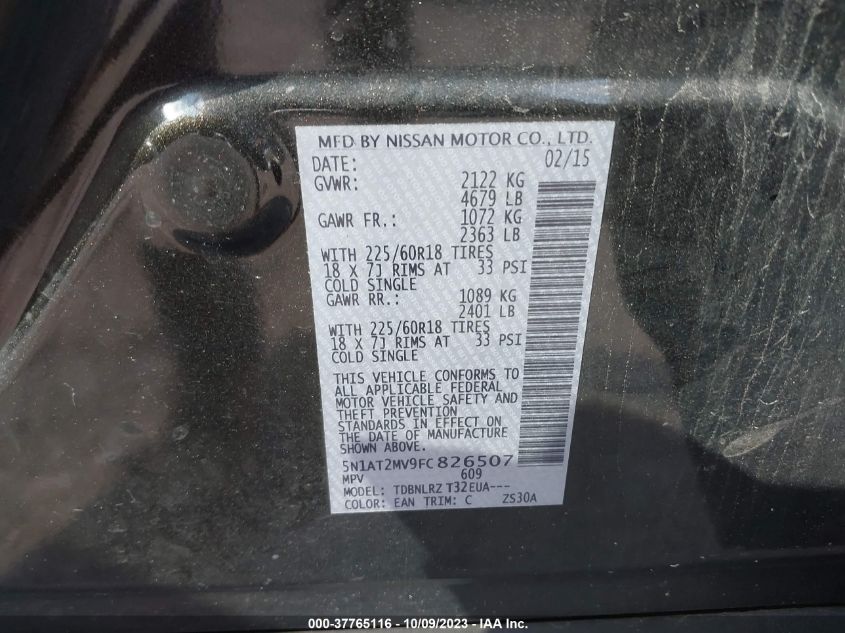 MFD BY NISSAN MOTOR CO., LTD.
DATE: 02/15
GVWR: 2122 KG
4679 LB
GAWR FR.: 1072 KG
2363 LB
WITH 225/60R18 TIRES
18 X 7J RIMS AT 33 PSI
COLD SINGLE
GAWR RR.: 1089 KG
2401 LB
WITH 225/60R18 TIRES
18 X 7J RIMS AT 33 PSI
COLD SINGLE
THIS VEHICLE CONFORMS TO
ALL APPLICABLE FEDERAL
MOTOR VEHICLE SAFETY AND
THEFT PREVENTION
STANDARDS IN EFFECT ON
THE DATE OF MANUFACTURE
SHOWN ABOVE.
5N1AT2MV9FC826507
MPV 609
MODEL: TDBNLRZ T32EUA---
COLOR: EAN TRIM: C ZS30A
000-37765116 - 10/09/2023 - IAA Inc.